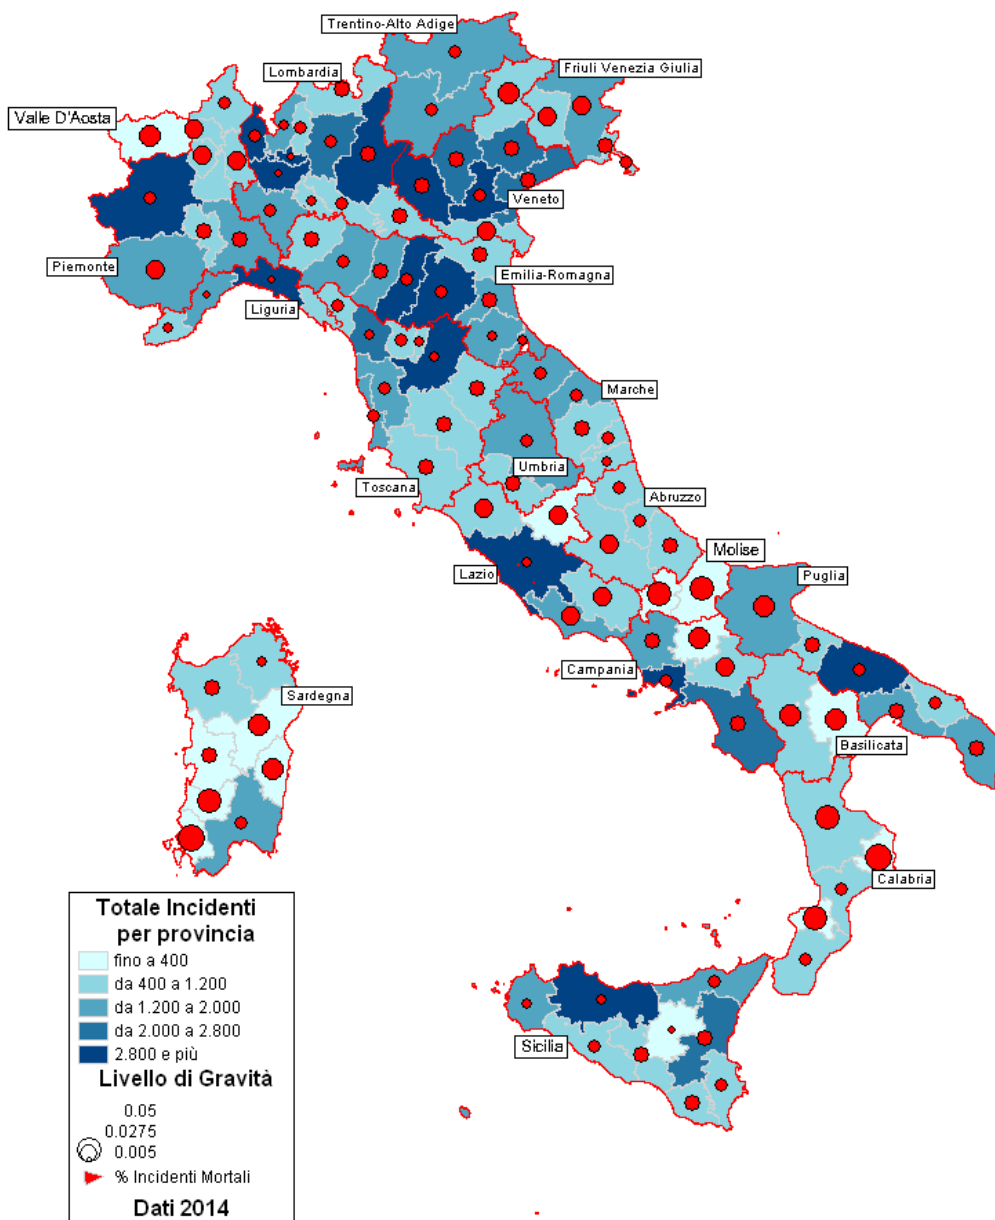 Trentino-Alto Adige
Lombardia
Friuli Venezia Giulia
Valle D'Aosta
Veneto
Piemonte
Emilia-Romagna
Liguria
Marche
Umbria
Toscana
Abruzzo
Molise
Lazio
Puglia
Campania
Sardegna
Basilicata
Calabria
Sicilia
Totale Incidenti
per provincia
fino a 400
da 400 a 1.200
da 1.200 a 2.000
da 2.000 a 2.800
2.800 e più
Livello di Gravità
0.05
0.0275
0.005
% Incidenti Mortali
Dati 2014